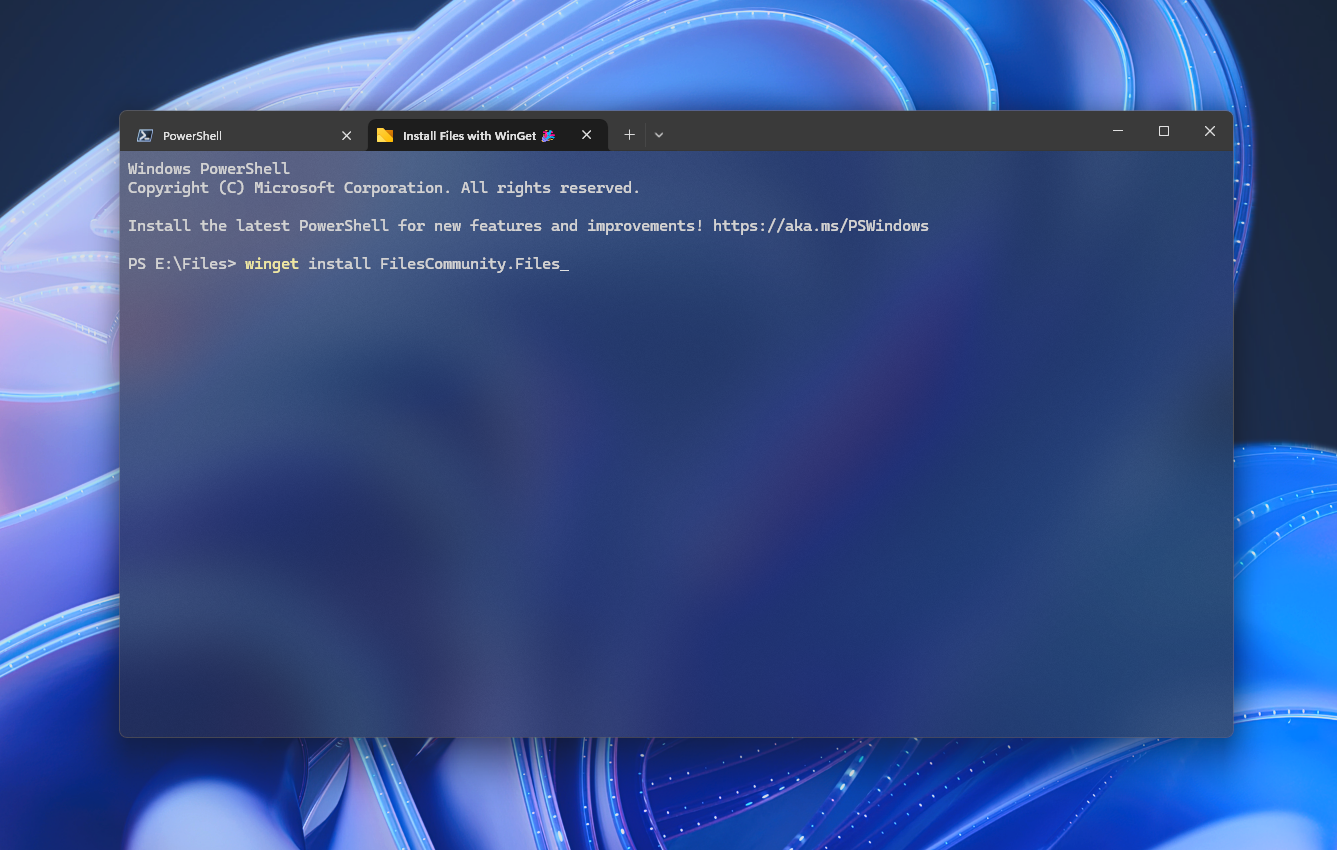 PowerShell
Install Files with WinGet 🎉
Windows PowerShell
Copyright (C) Microsoft Corporation. All rights reserved.
Install the latest PowerShell for new features and improvements! https://aka.ms/PSWindows
PS E:\Files> winget install FilesCommunity.Files_